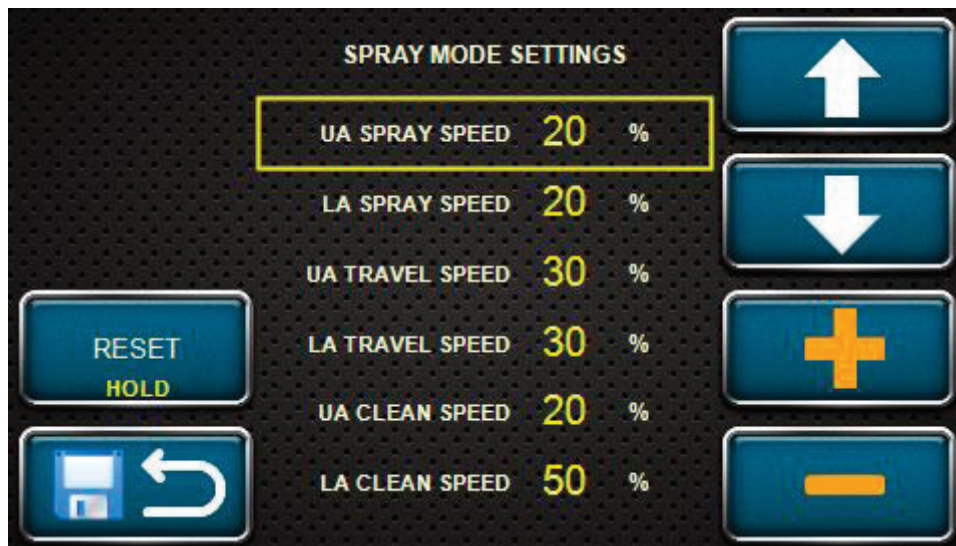 SPRAY MODE SETTINGS
UA SPRAY SPEED 20 %
LA SPRAY SPEED 20 %
UA TRAVEL SPEED 30 %
LA TRAVEL SPEED 30 %
UA CLEAN SPEED 20 %
LA CLEAN SPEED 50 %
RESET
HOLD